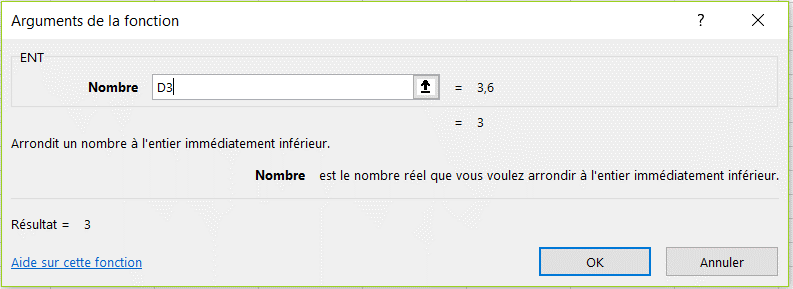 Arguments de la fonction ? ×
ENT
Nombre D3 = 3,6
= 3
Arrondit un nombre à l'entier immédiatement inférieur.
Nombre est le nombre réel que vous voulez arrondir à l'entier immédiatement inférieur.
Résultat = 3
Aide sur cette fonction OK Annuler